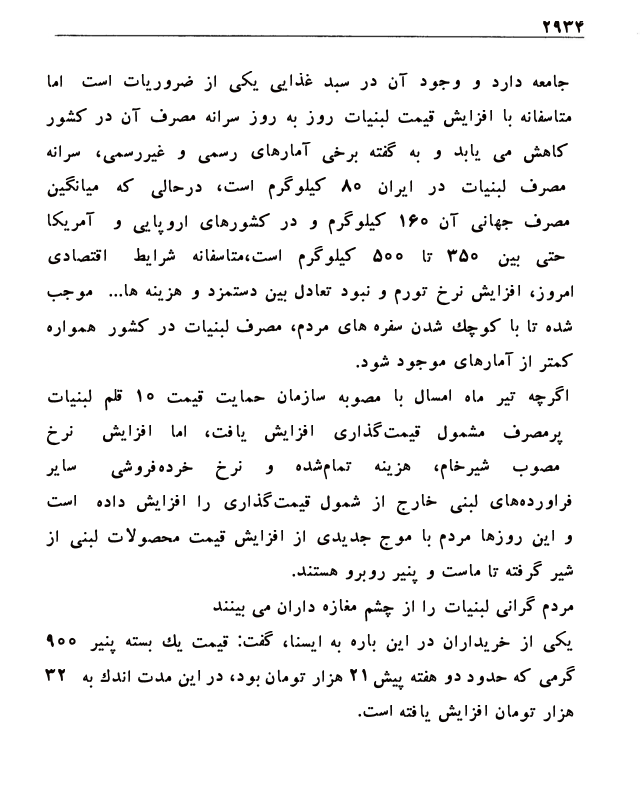 ۲۹۳۴
جامعه دارد و وجود آن در سبد غذایی یکی از ضروریات است اما
متاسفانه با افزایش قیمت لبنیات روز به روز سرانه مصرف آن در کشور
کاهش می یابد و به گفته برخی آمارهای رسمی و غیررسمی، سرانه
مصرف لبنیات در ایران ۸۰ کیلوگرم است، درحالی که میانگین
مصرف جهانی آن ۱۶۰ کیلوگرم و در کشورهای اروپایی و آمریکا
حتی بین ۳۵۰ تا ۵۰۰ کیلوگرم است،متاسفانه شرایط اقتصادی
امروز، افزایش نرخ تورم و نبود تعادل بین دستمزد و هزینه ها... موجب
شده تا با کوچك شدن سفره های مردم، مصرف لبنیات در کشور همواره
کمتر از آمارهای موجود شود.
اگرچه تیر ماه امسال با مصوبه سازمان حمایت قیمت ۱۰ قلم لبنیات
پرمصرف مشمول قیمت‌گذاری افزایش یافت، اما افزایش نرخ
مصوب شیرخام، هزینه تمام‌شده و نرخ خرده‌فروشی سایر
فراورده‌های لبنی خارج از شمول قیمت‌گذاری را افزایش داده است
و این روزها مردم با موج جدیدی از افزایش قیمت محصولات لبنی از
شیر گرفته تا ماست و پنیر روبرو هستند.
مردم گرانی لبنیات را از چشم مغازه داران می بینند
یکی از خریداران در این باره به ایسنا، گفت: قیمت یك بسته پنیر ۹۰۰
گرمی که حدود دو هفته پیش ۲۱ هزار تومان بود، در این مدت اندك به ۳۲
هزار تومان افزایش یافته است.